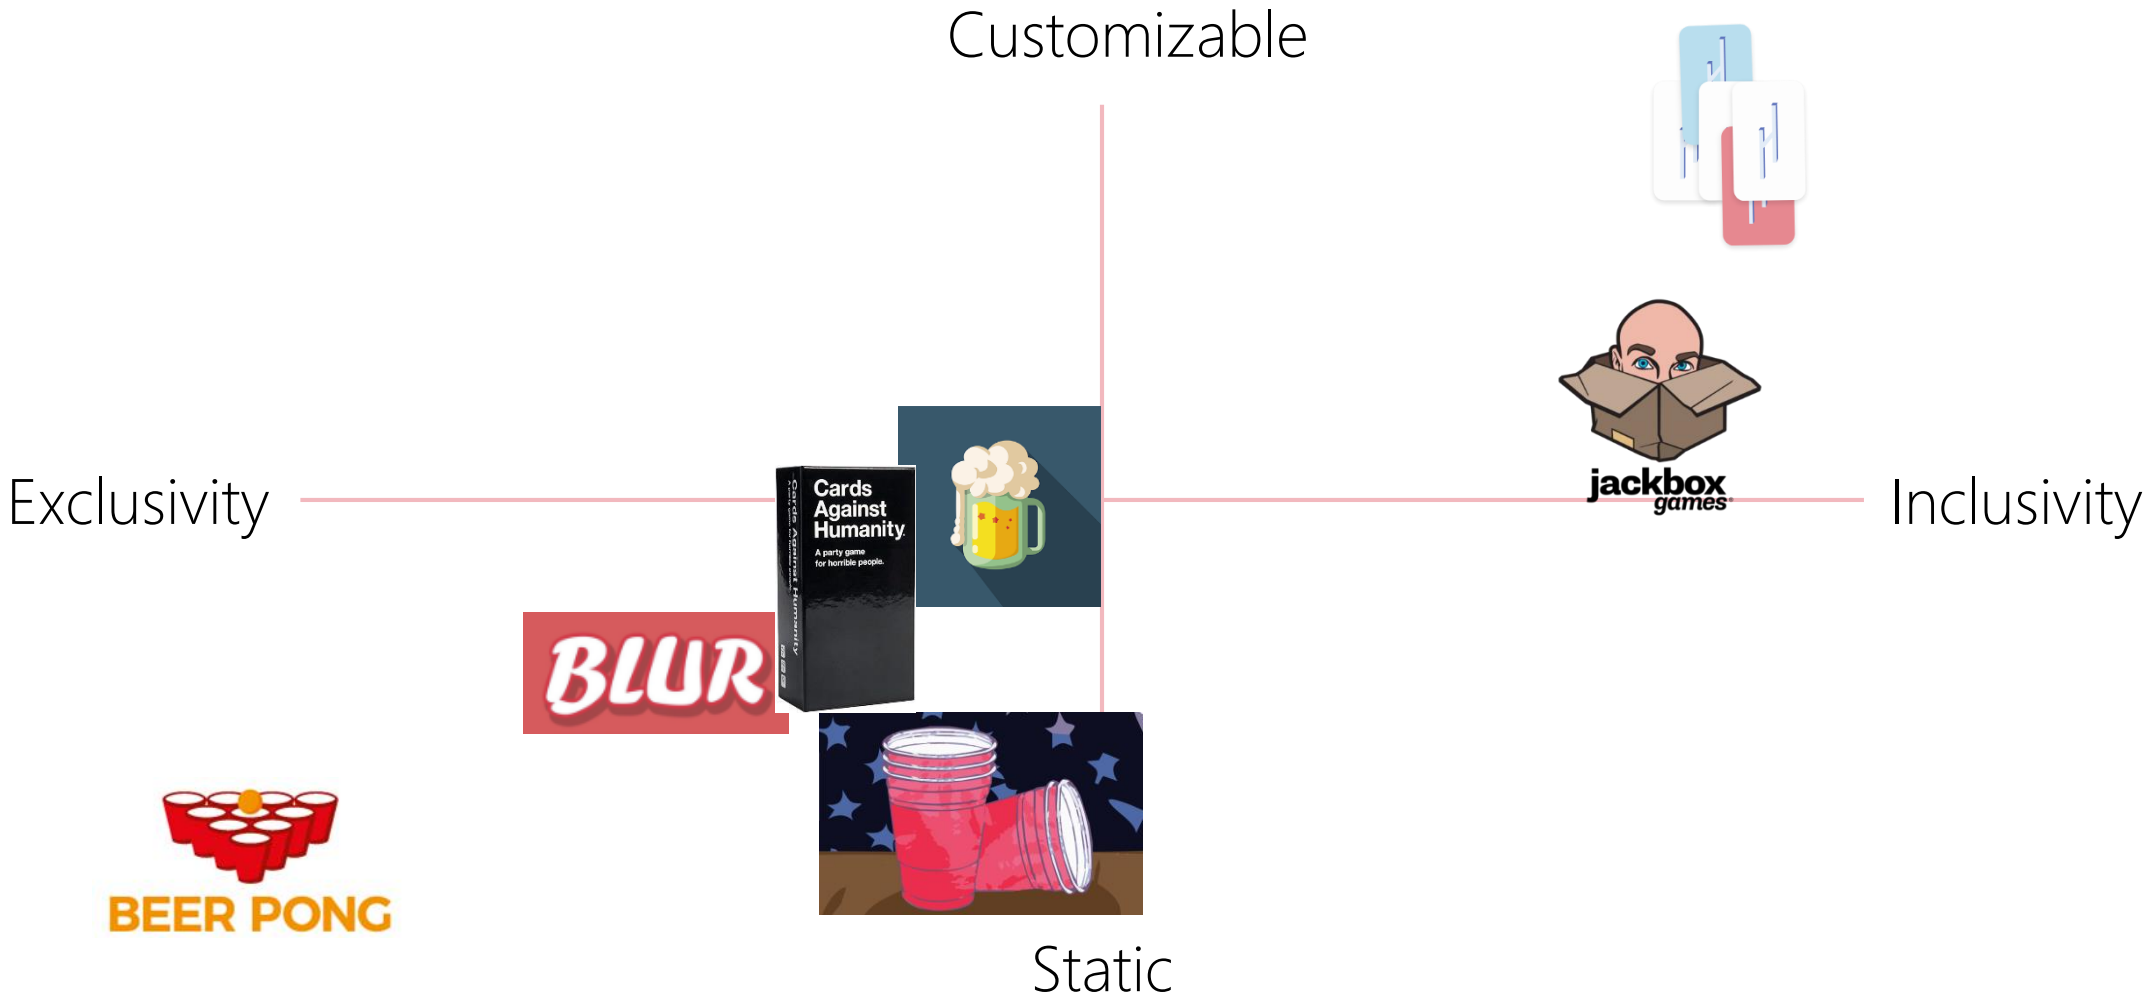 Customizable
Exclusivity
Inclusivity
Cards
Against
Humanity
A party game
for horrible people.
Cards Against Humanity
jackbox
games
BLUR
BEER PONG
Static